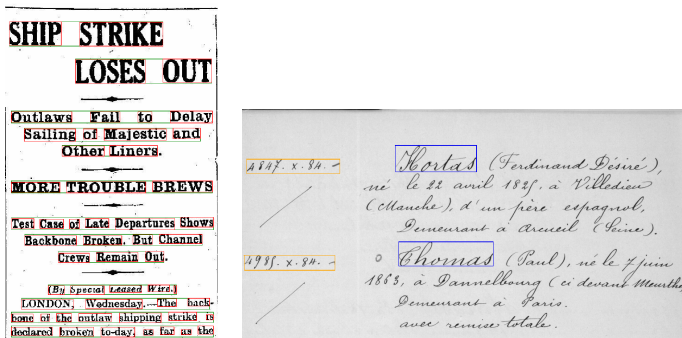 SHIP STRIKE
LOSES OUT
Outlaws Fail to Delay
Sailing of Majestic and
Other Liners.
MORE TROUBLE BREWS
Test Case of Late Departures Shows
Backbone Broken, But Channel
Crews Remain Out.
(By Special Leased Wire.)
LONDON, Wednesday.—The back-
bone of the outlaw shipping strike is
declared broken to-day, as far as the
4847. x. 84. –
Hortas (Ferdinand Désiré),
né le 22 avril 1825, à Villedieu
(Manche), d'un père espagnol,
Demeurant à Arcueil (Seine).
4985. x. 84. –
Thomas (Paul), né le 7 juin
1863, à Dannelbourg (ci devant Meurthe
Demeurant à Paris.
avec remise totale.